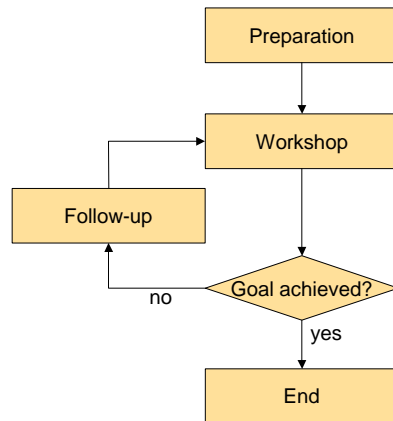 Preparation
Workshop
Follow-up
Goal achieved?
no
yes
End